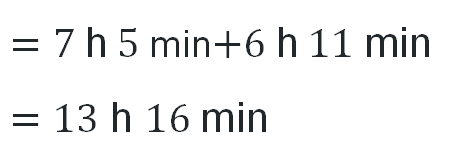 = 7 h 5 min+6 h 11 min
= 13 h 16 min